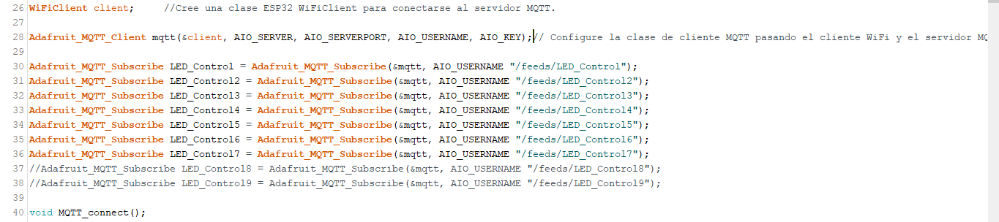 26 WiFiClient client;     //Cree una clase ESP32 WiFiClient para conectarse al servidor MQTT.
27
28 Adafruit_MQTT_Client mqtt(&client, AIO_SERVER, AIO_SERVERPORT, AIO_USERNAME, AIO_KEY);// Configure la clase de cliente MQTT pasando el cliente WiFi y el servidor MQ
29
30 Adafruit_MQTT_Subscribe LED_Control = Adafruit_MQTT_Subscribe(&mqtt, AIO_USERNAME "/feeds/LED_Control");
31 Adafruit_MQTT_Subscribe LED_Control2 = Adafruit_MQTT_Subscribe(&mqtt, AIO_USERNAME "/feeds/LED_Control2");
32 Adafruit_MQTT_Subscribe LED_Control3 = Adafruit_MQTT_Subscribe(&mqtt, AIO_USERNAME "/feeds/LED_Control3");
33 Adafruit_MQTT_Subscribe LED_Control4 = Adafruit_MQTT_Subscribe(&mqtt, AIO_USERNAME "/feeds/LED_Control4");
34 Adafruit_MQTT_Subscribe LED_Control5 = Adafruit_MQTT_Subscribe(&mqtt, AIO_USERNAME "/feeds/LED_Control5");
35 Adafruit_MQTT_Subscribe LED_Control6 = Adafruit_MQTT_Subscribe(&mqtt, AIO_USERNAME "/feeds/LED_Control6");
36 Adafruit_MQTT_Subscribe LED_Control7 = Adafruit_MQTT_Subscribe(&mqtt, AIO_USERNAME "/feeds/LED_Control7");
37 //Adafruit_MQTT_Subscribe LED_Control8 = Adafruit_MQTT_Subscribe(&mqtt, AIO_USERNAME "/feeds/LED_Control8");
38 //Adafruit_MQTT_Subscribe LED_Control9 = Adafruit_MQTT_Subscribe(&mqtt, AIO_USERNAME "/feeds/LED_Control9");
39
40 void MQTT_connect();